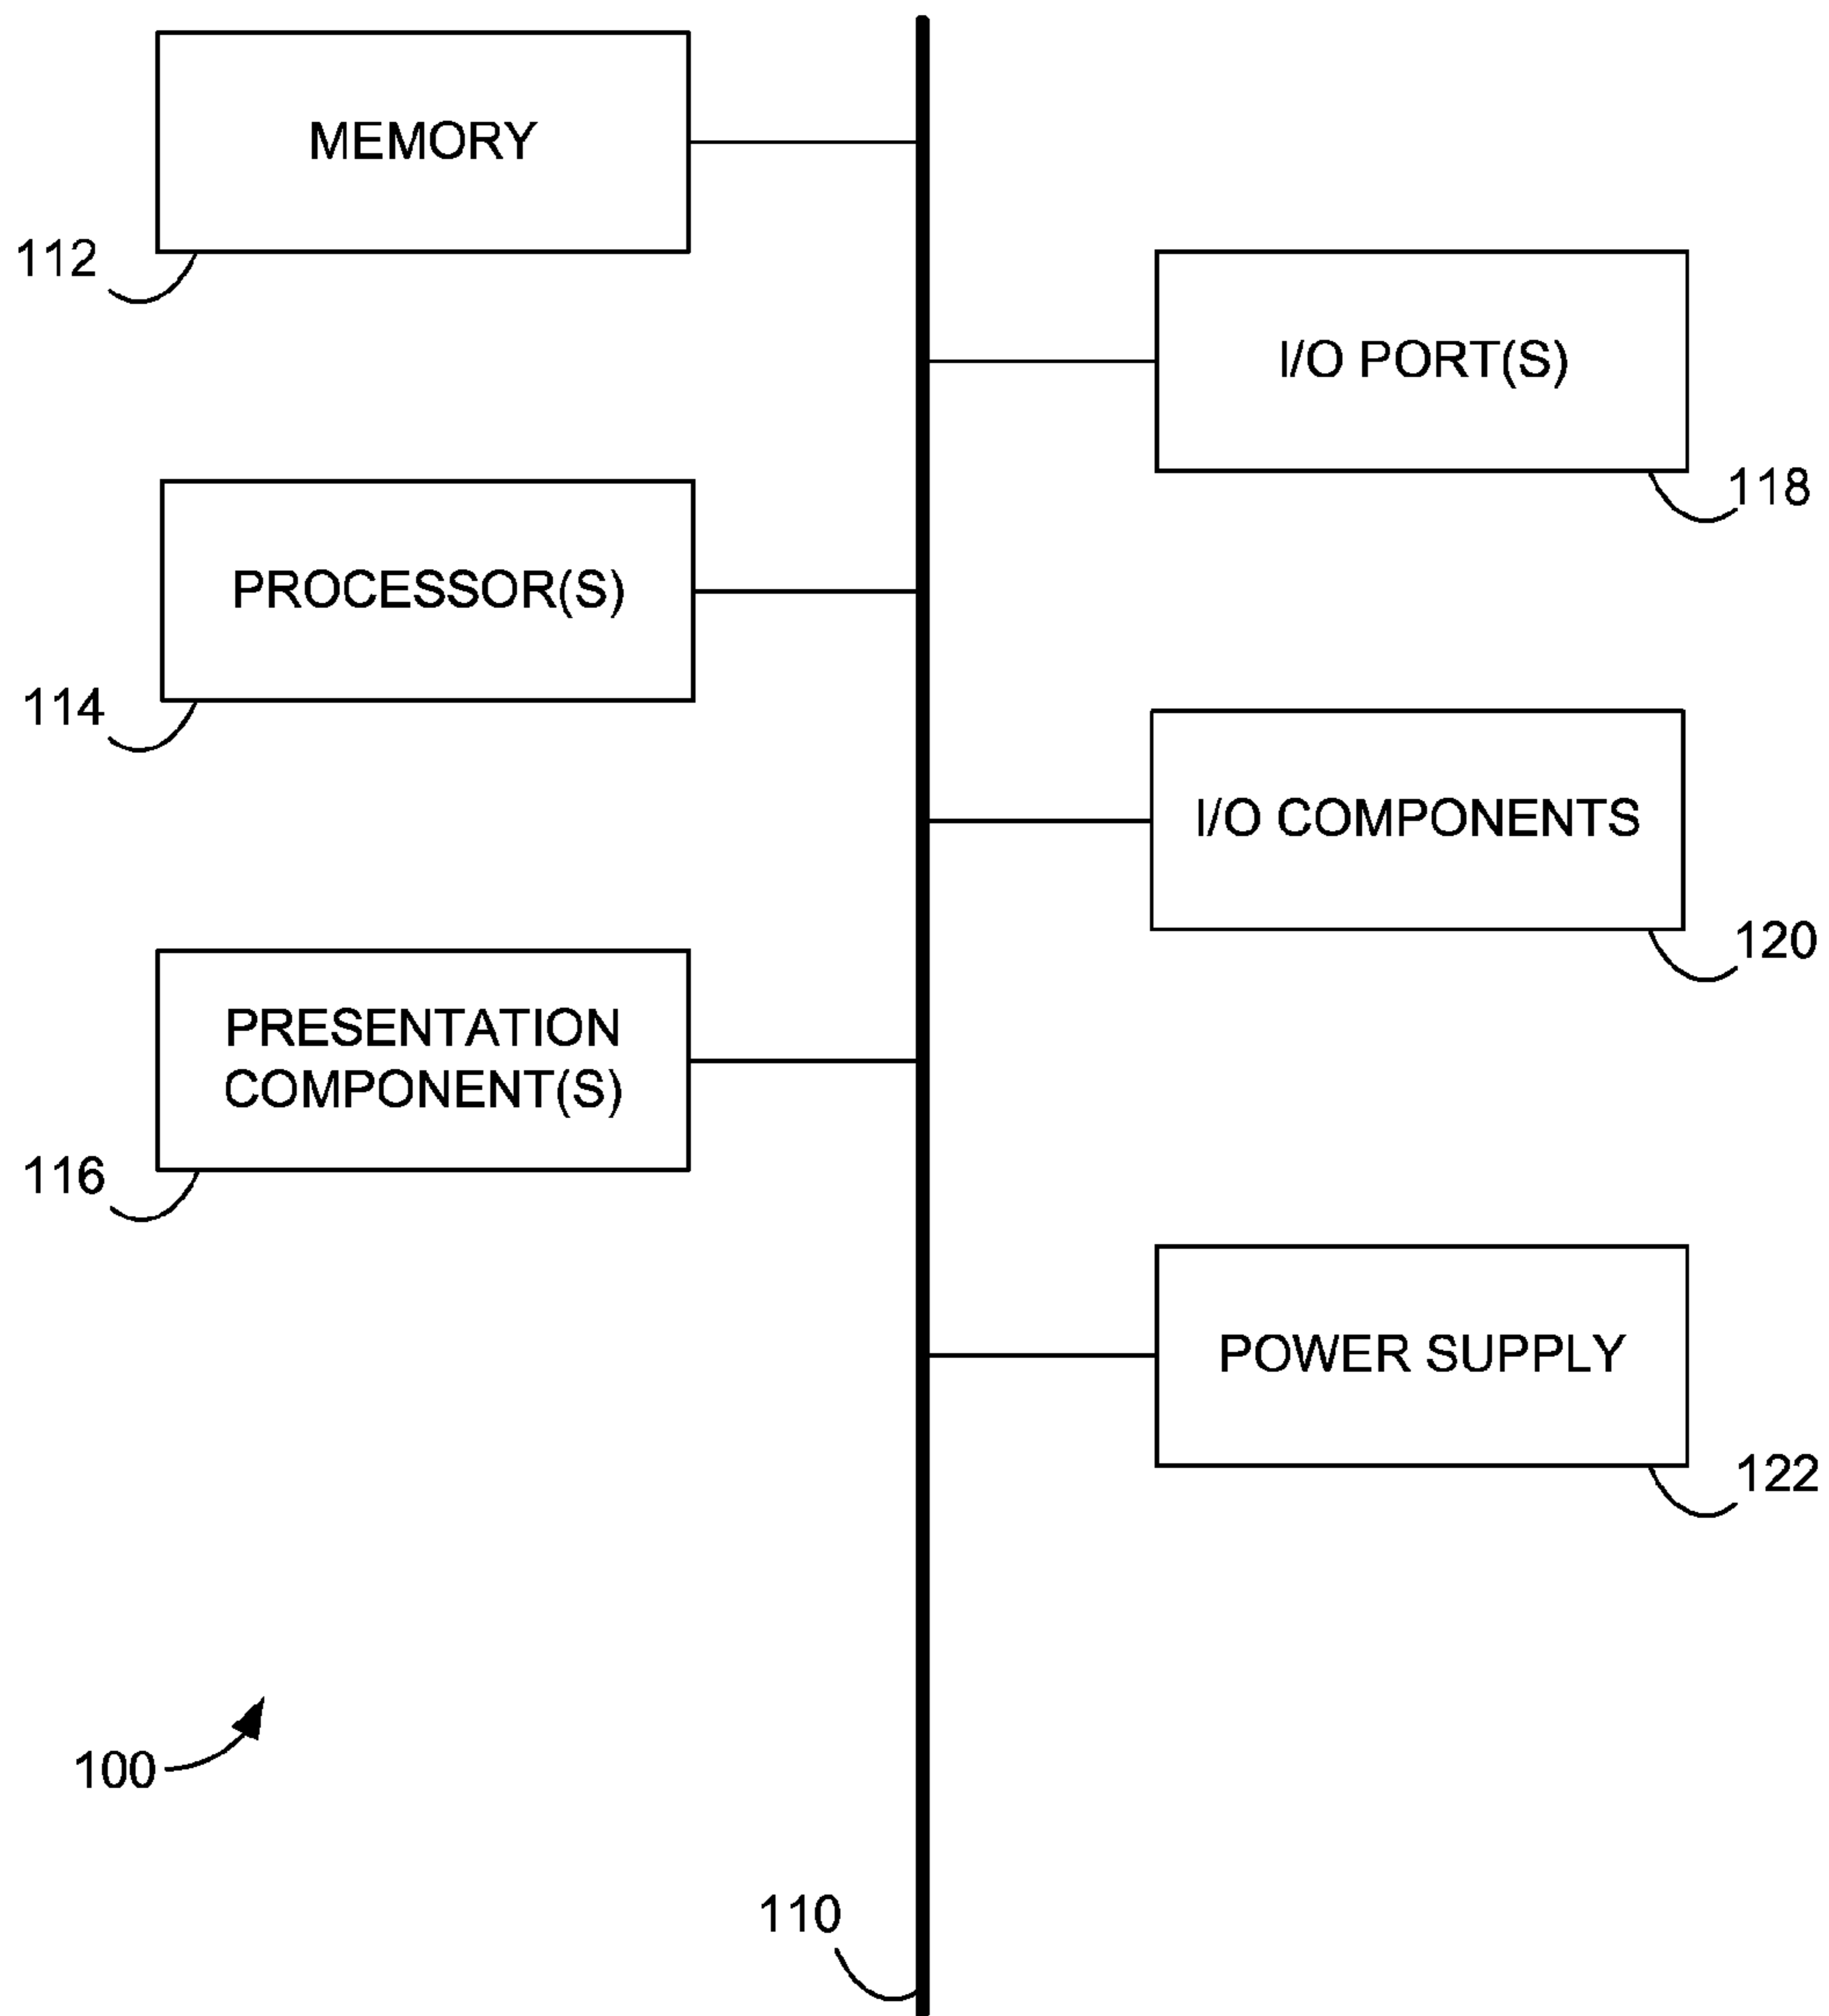 MEMORY
112
I/O PORT(S)
118
PROCESSOR(S)
114
I/O COMPONENTS
120
PRESENTATION
COMPONENT(S)
116
POWER SUPPLY
122
100
110